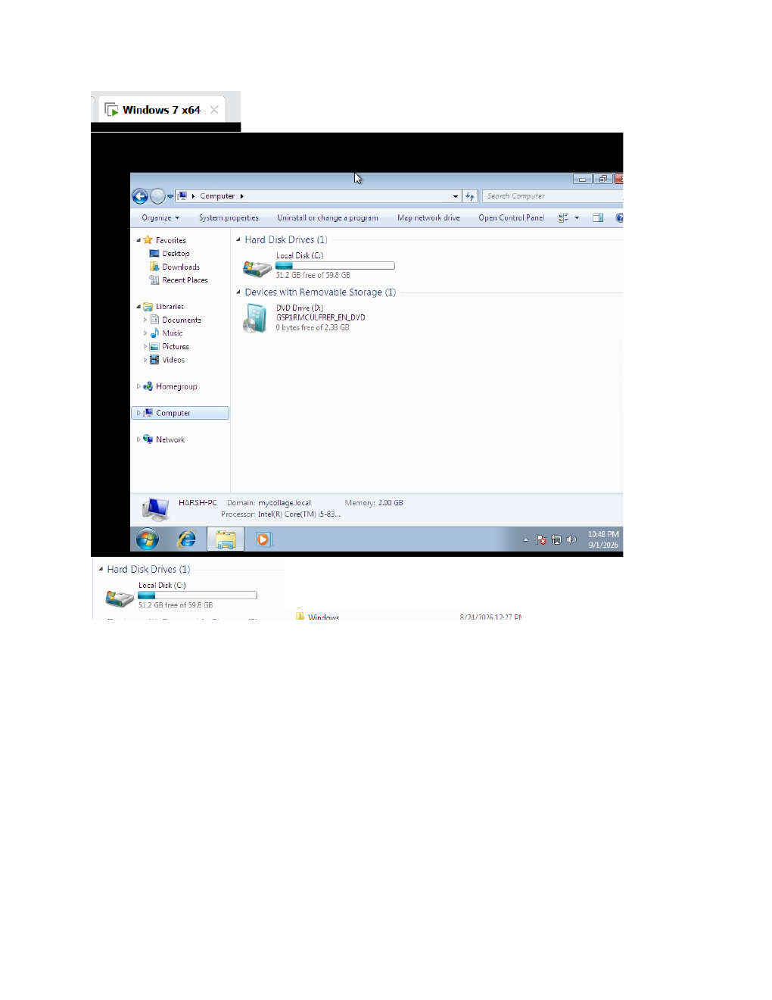 Windows 7 x64
Computer
Search Computer
Organize System properties Uninstall or change a program Map network drive Open Control Panel
Favorites
Desktop
Downloads
Recent Places
Libraries
Documents
Music
Pictures
Videos
Homegroup
Computer
Network
Hard Disk Drives (1)
Local Disk (C:)
51.2 GB free of 59.8 GB
Devices with Removable Storage (1)
DVD Drive (D:)
GSP1RMCULFRER_EN_DVD
0 bytes free of 2.38 GB
HARSH-PC Domain: mycollage.local Memory: 2.00 GB
Processor: Intel(R) Core(TM) i5-83...
10:48 PM
9/1/2026
Hard Disk Drives (1)
Local Disk (C:)
51.2 GB free of 59.8 GB
Windows 8/24/2026 12:27 PM